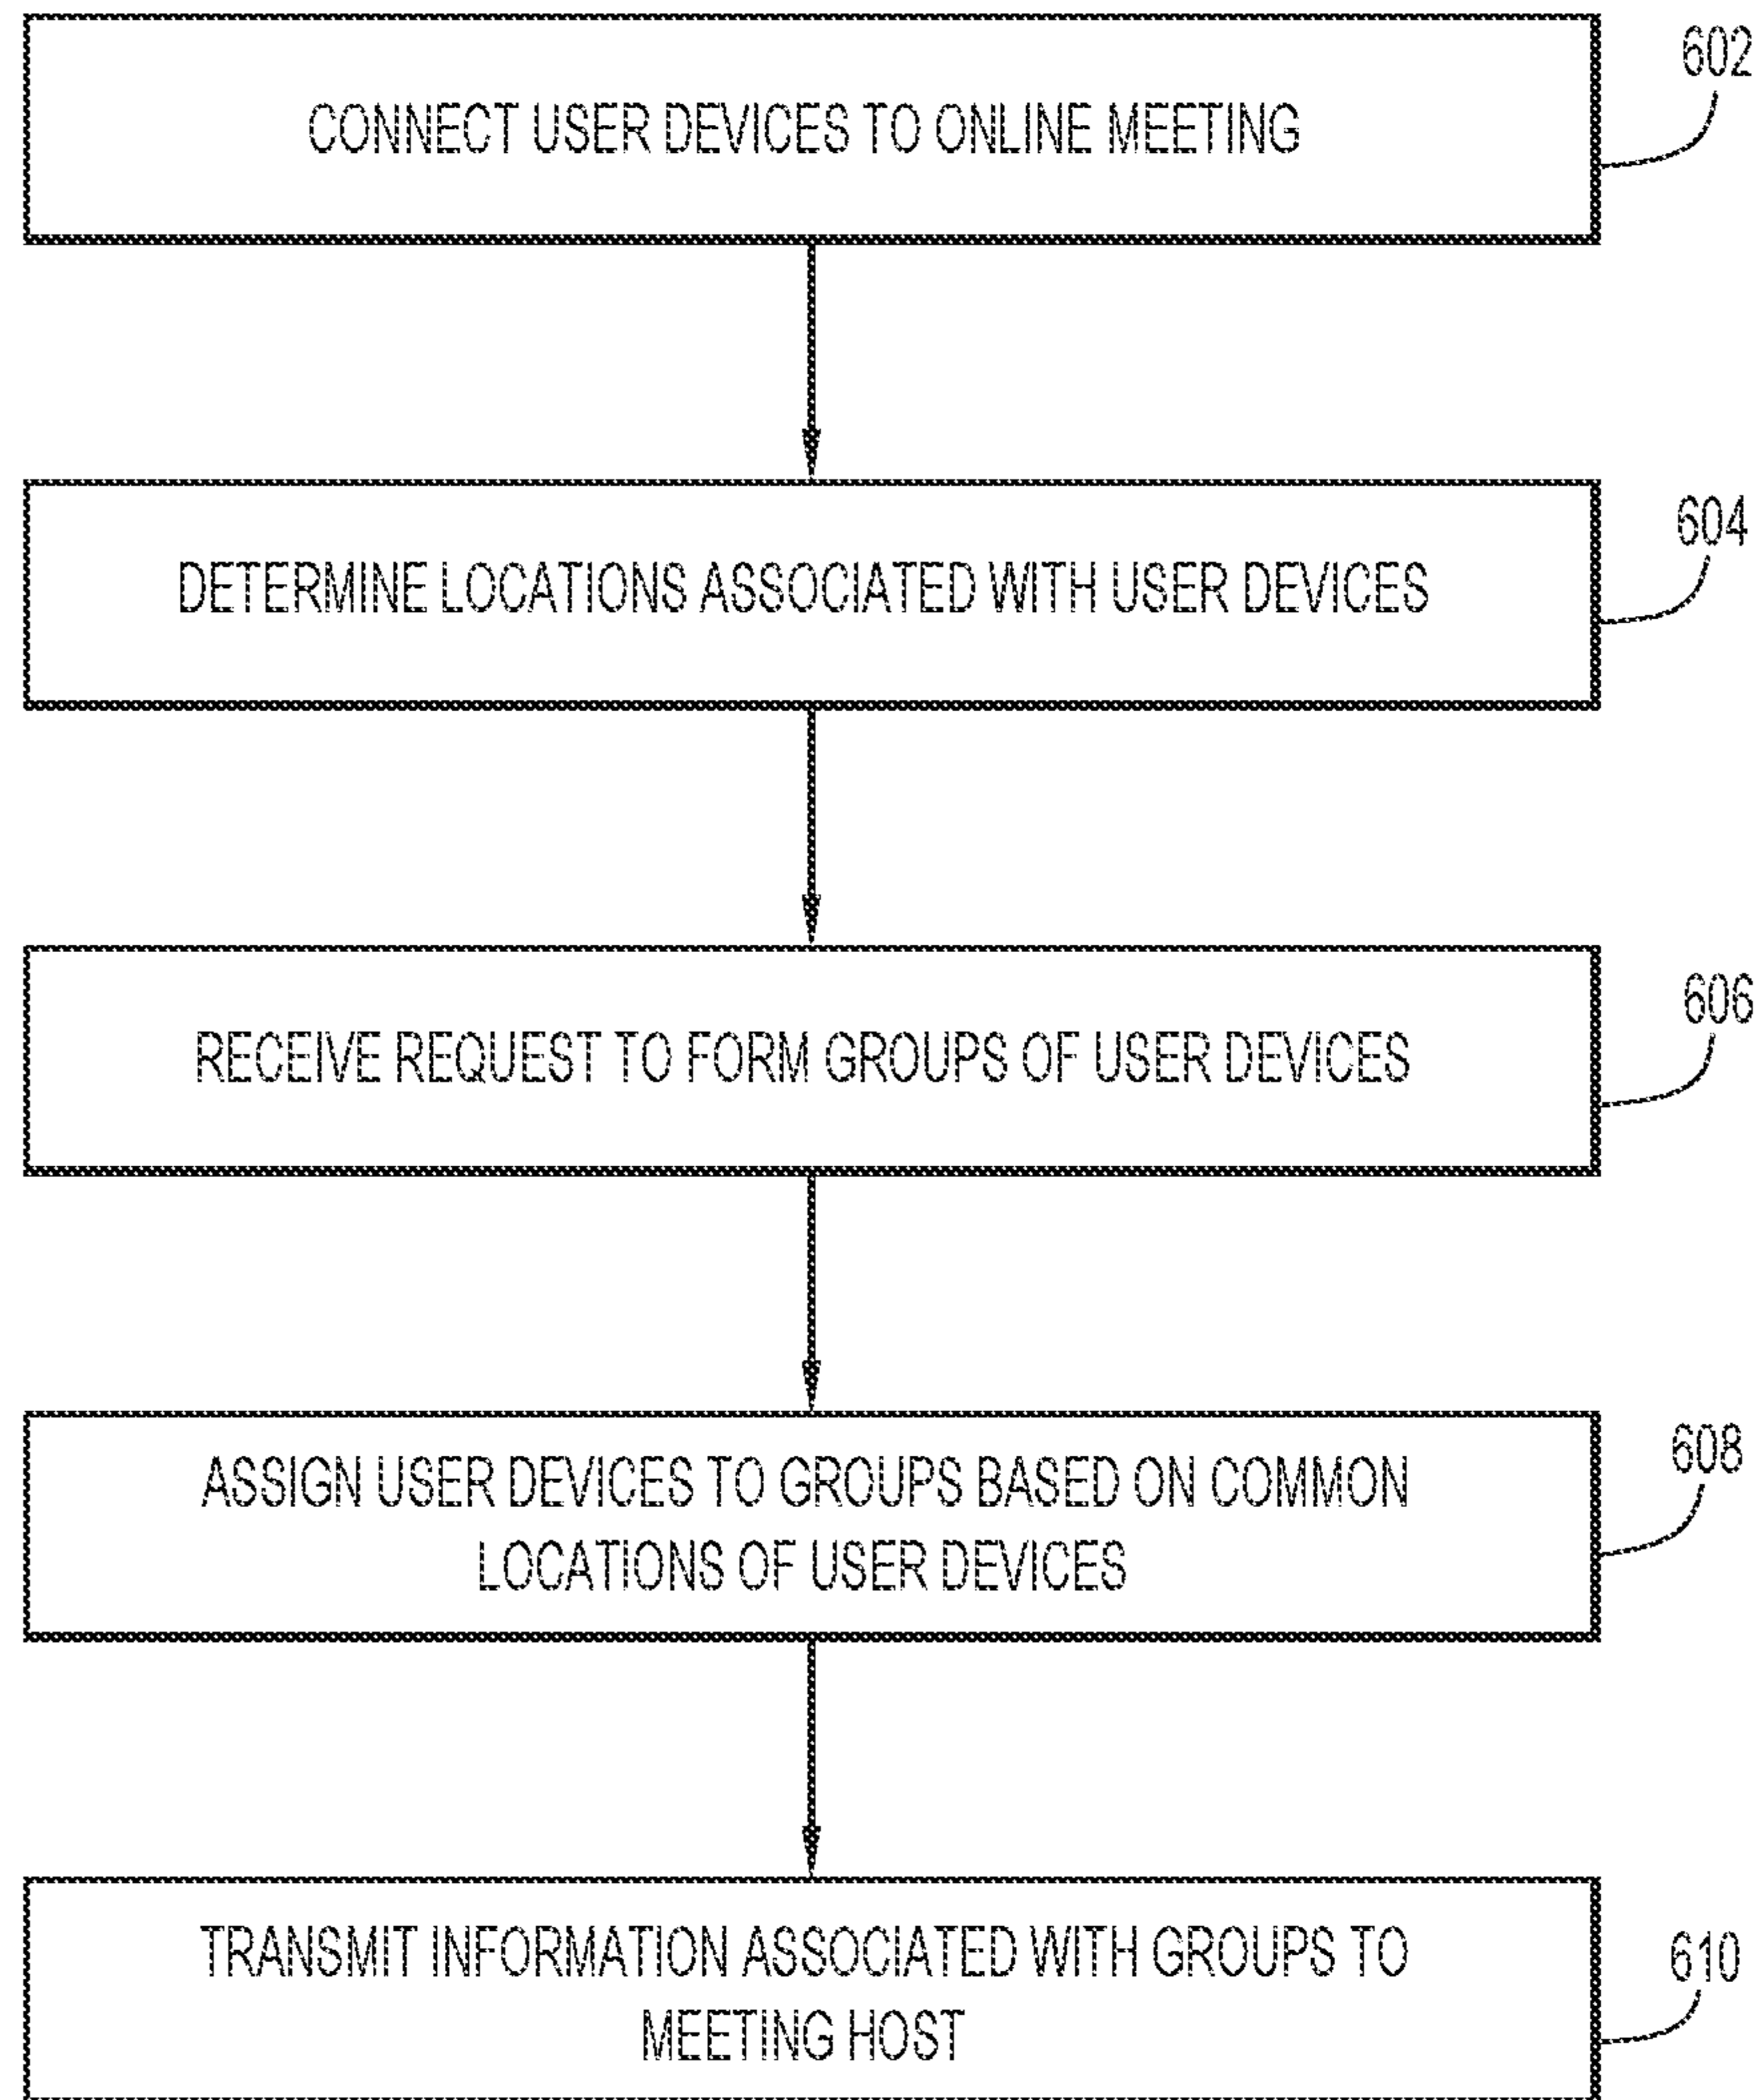 602
CONNECT USER DEVICES TO ONLINE MEETING
604
DETERMINE LOCATIONS ASSOCIATED WITH USER DEVICES
606
RECEIVE REQUEST TO FORM GROUPS OF USER DEVICES
608
ASSIGN USER DEVICES TO GROUPS BASED ON COMMON
LOCATIONS OF USER DEVICES
610
TRANSMIT INFORMATION ASSOCIATED WITH GROUPS TO
MEETING HOST